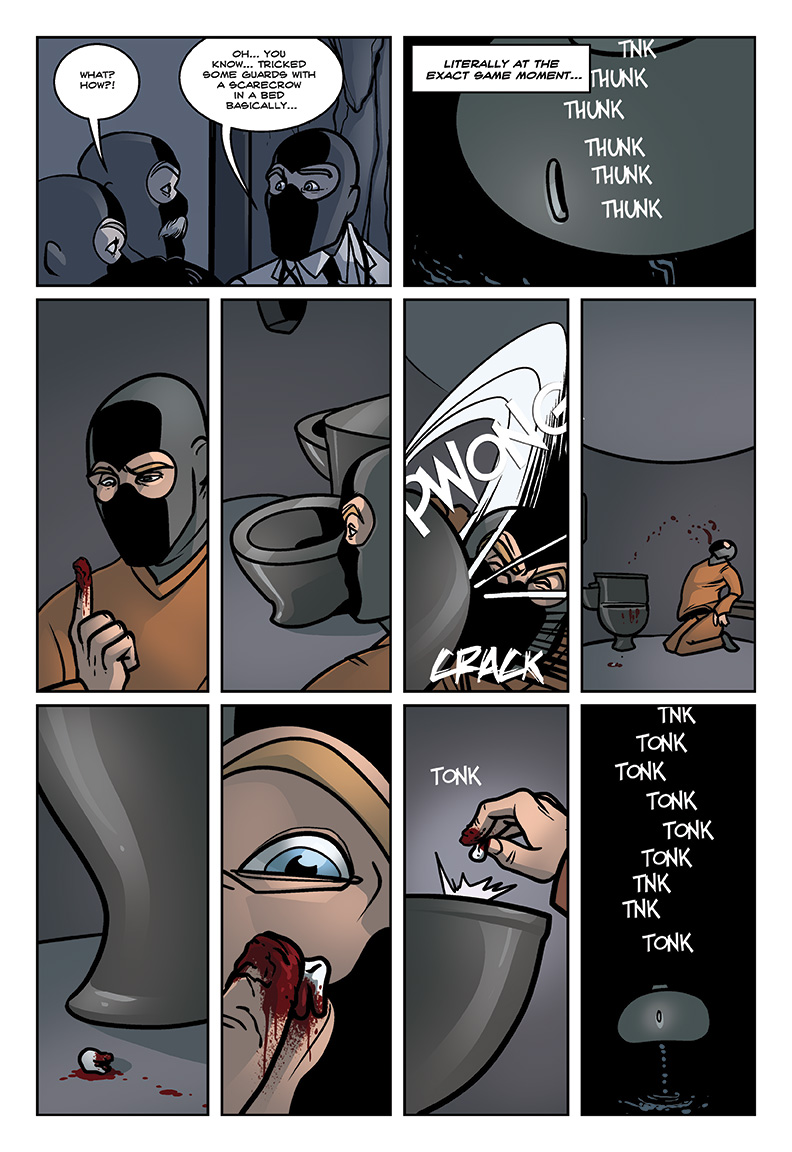 WHAT?
HOW?!
OH... YOU
KNOW... TRICKED
SOME GUARDS WITH
A SCARECROW
IN A BED
BASICALLY...
LITERALLY AT THE
EXACT SAME MOMENT...
TNK
THUNK
THUNK
THUNK
THUNK
THUNK
PWONG
CRACK
TONK
TNK
TONK
TONK
TONK
TONK
TONK
TNK
TNK
TONK